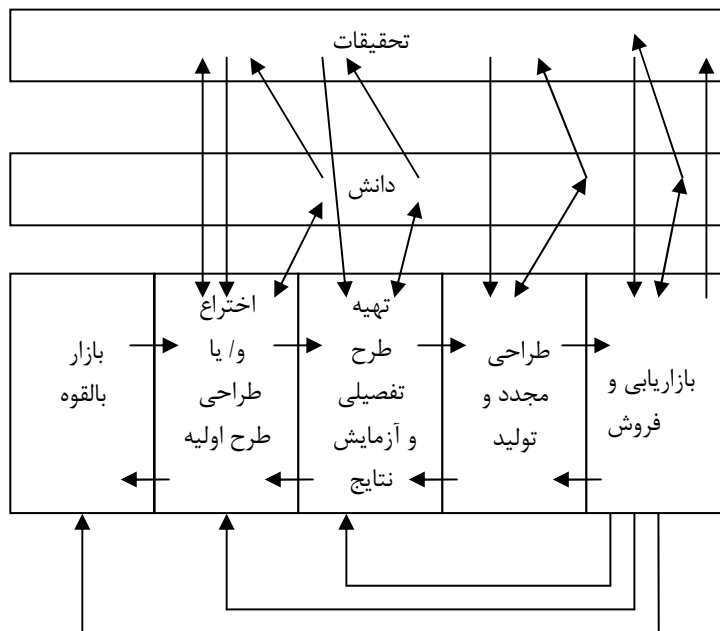 تحقیقات
دانش
بازار
بالقوه
اختراع
و/ یا
طراحی
طرح اولیه
تهیه
طرح
تفصیلی
و آزمایش
نتایج
طراحی
مجدد و
تولید
بازاریابی و
فروش